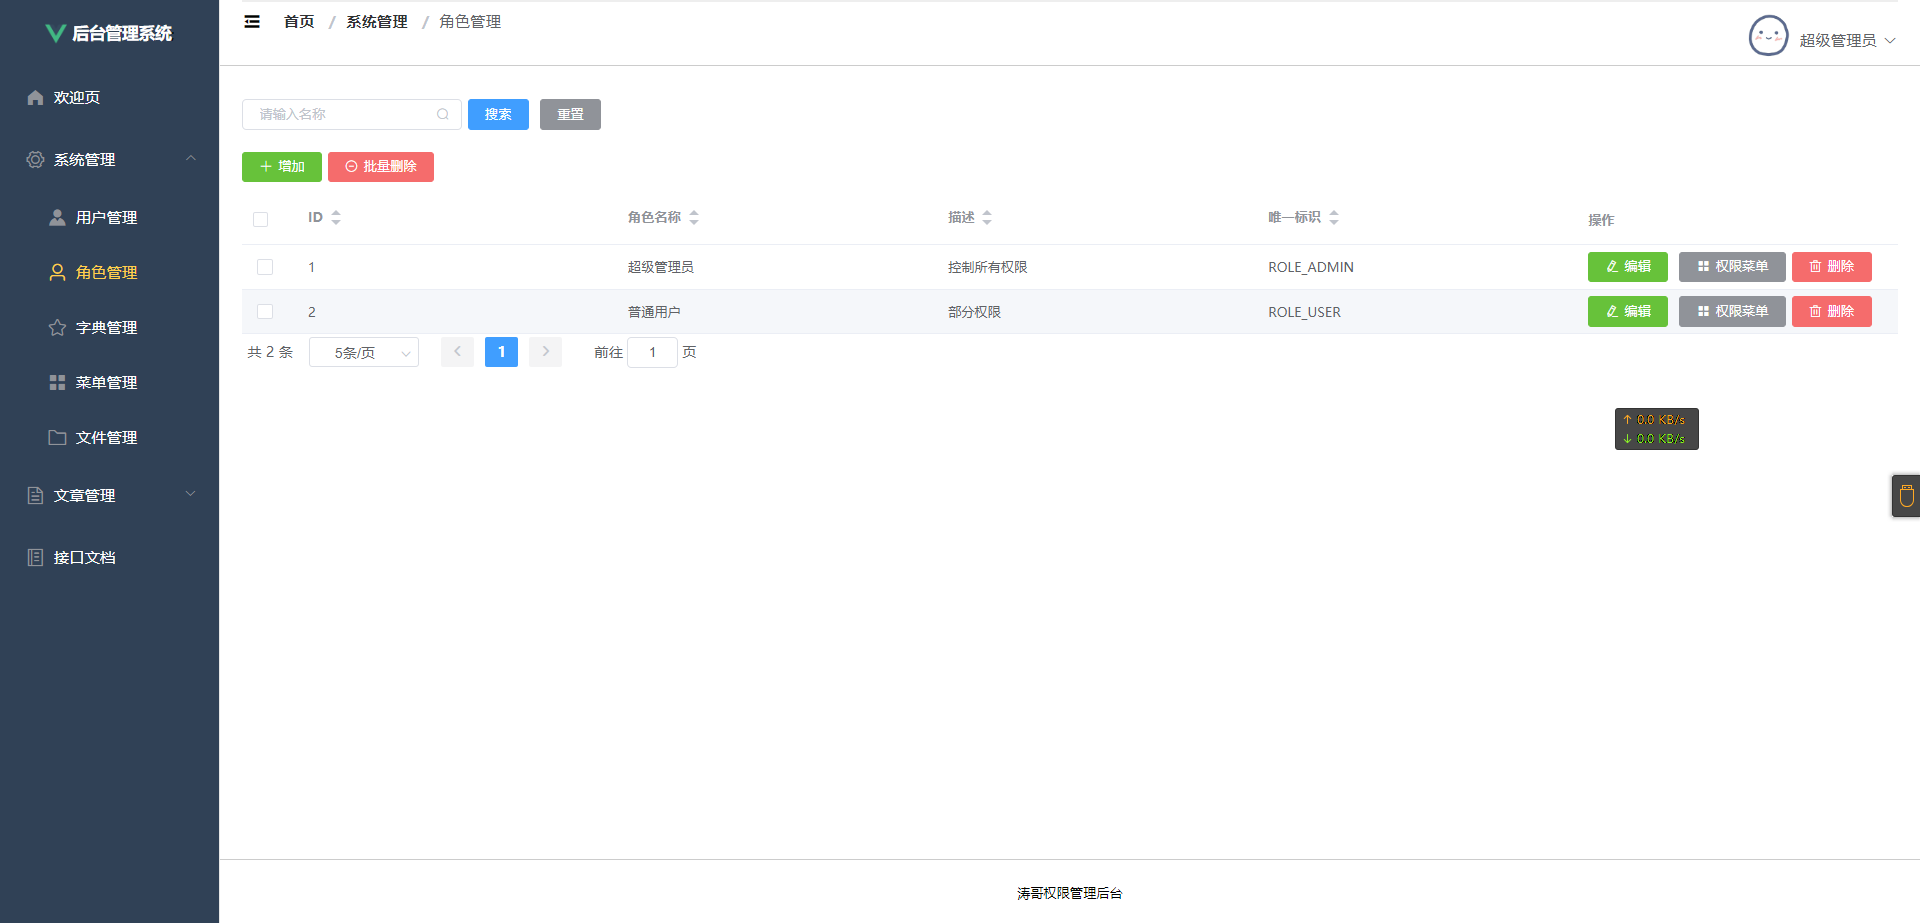 后台管理系统
欢迎页
系统管理
用户管理
角色管理
字典管理
菜单管理
文件管理
文章管理
接口文档
首页 / 系统管理 / 角色管理
超级管理员
请输入名称 搜索 重置
增加 批量删除
ID 角色名称 描述 唯一标识 操作
1 超级管理员 控制所有权限 ROLE_ADMIN 编辑 权限菜单 删除
2 普通用户 部分权限 ROLE_USER 编辑 权限菜单 删除
共 2 条 5条/页 1 前往 1 页
↑ 0.0 KB/s
↓ 0.0 KB/s
涛哥权限管理后台